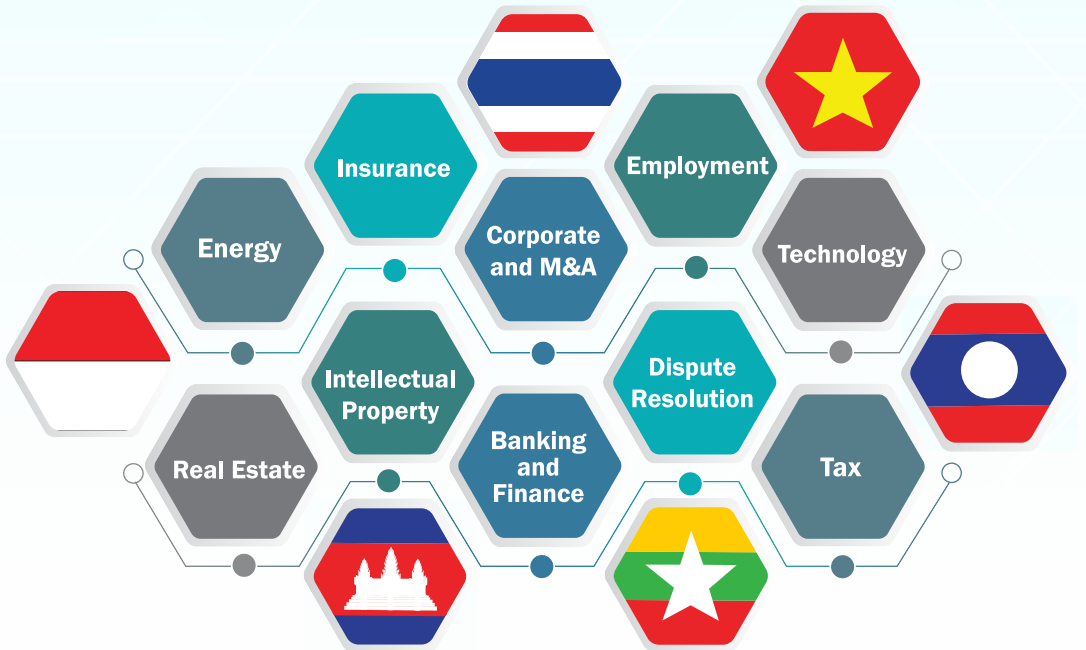 Insurance
Employment
Energy
Corporate
and M&A
Technology
Intellectual
Property
Dispute
Resolution
Real Estate
Banking
and
Finance
Tax